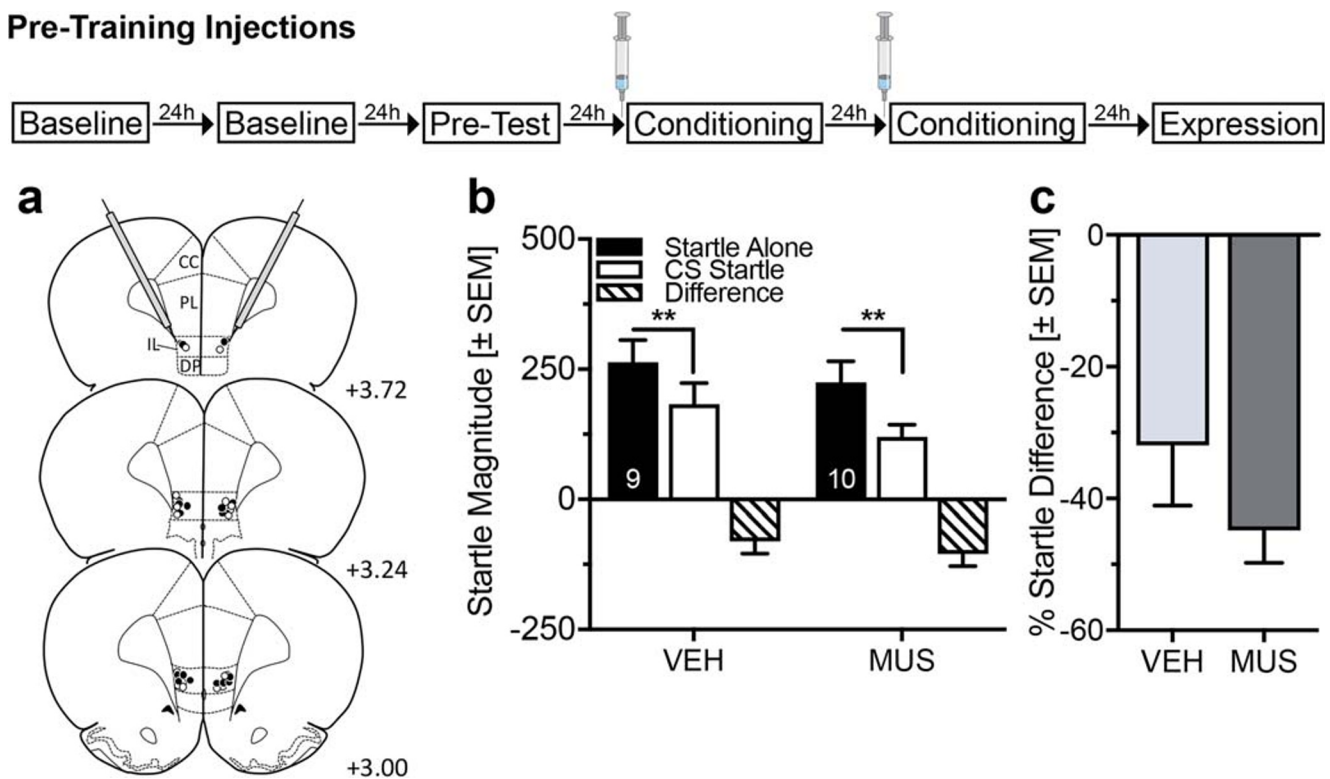 Pre-Training Injections
Baseline 24h Baseline 24h Pre-Test 24h Conditioning 24h Conditioning 24h Expression
a
CC
PL
IL
DP
+3.72
+3.24
+3.00
b
Startle Magnitude [± SEM]
500
250
0
-250
Startle Alone
CS Startle
Difference
** **
9 10
VEH MUS
c
% Startle Difference [± SEM]
0
-20
-40
-60
VEH MUS